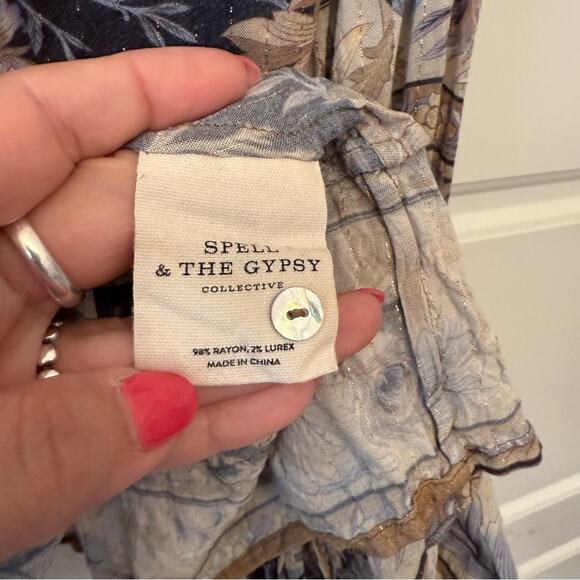 SPELL
& THE GYPSY
COLLECTIVE
98% RAYON, 2% LUREX
MADE IN CHINA